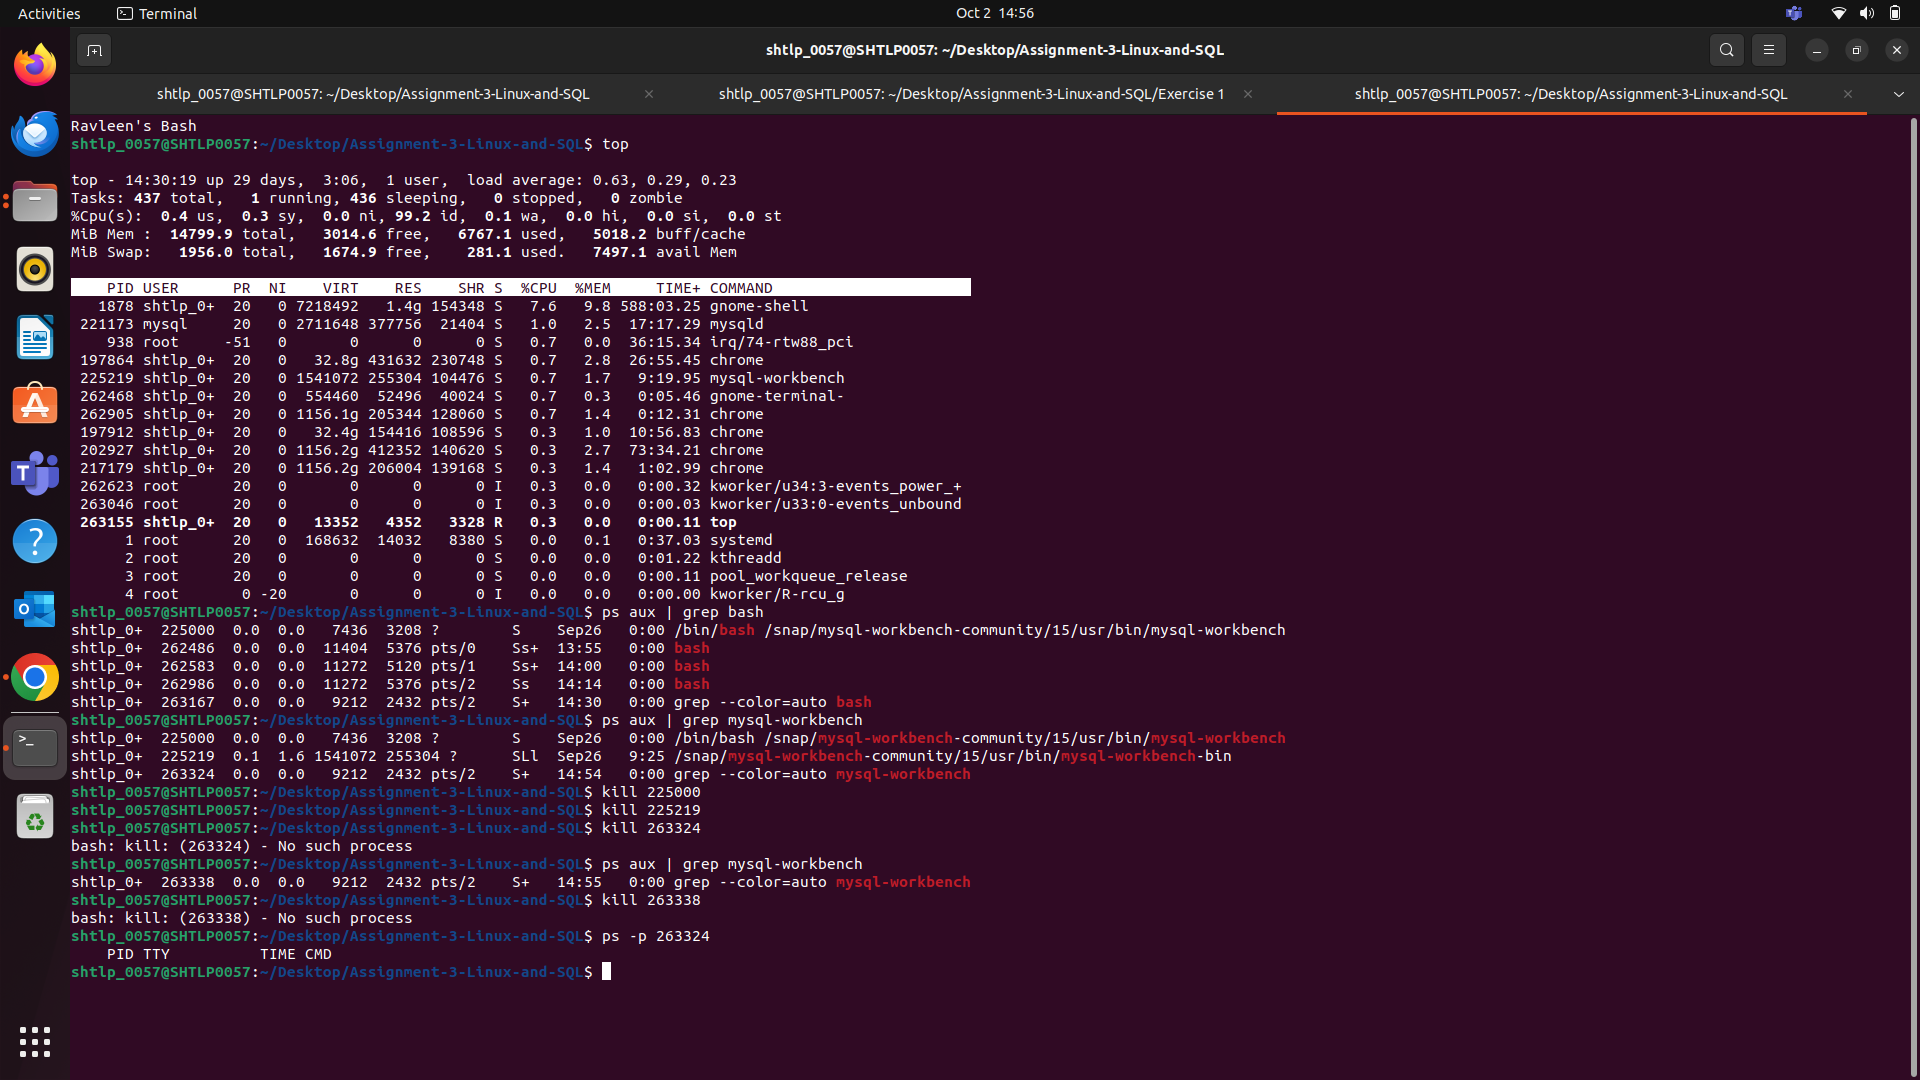 Activities Terminal Oct 2 14:56
shtlp_0057@SHTLP0057: ~/Desktop/Assignment-3-Linux-and-SQL
shtlp_0057@SHTLP0057: ~/Desktop/Assignment-3-Linux-and-SQL shtlp_0057@SHTLP0057: ~/Desktop/Assignment-3-Linux-and-SQL/Exercise 1 shtlp_0057@SHTLP0057: ~/Desktop/Assignment-3-Linux-and-SQL
Ravleen's Bash
shtlp_0057@SHTLP0057:~/Desktop/Assignment-3-Linux-and-SQL$ top
top - 14:30:19 up 29 days,  3:06,  1 user,  load average: 0.63, 0.29, 0.23
Tasks: 437 total,   1 running, 436 sleeping,   0 stopped,   0 zombie
%Cpu(s):  0.4 us,  0.3 sy,  0.0 ni, 99.2 id,  0.1 wa,  0.0 hi,  0.0 si,  0.0 st
MiB Mem :  14799.9 total,   3014.6 free,   6767.1 used,   5018.2 buff/cache
MiB Swap:   1956.0 total,   1674.9 free,    281.1 used.   7497.1 avail Mem
PID USER      PR  NI    VIRT    RES    SHR S  %CPU  %MEM     TIME+ COMMAND
1878 shtlp_0+  20   0 7218492   1.4g 154348 S   7.6   9.8 588:03.25 gnome-shell
221173 mysql     20   0 2711648 377756  21404 S   1.0   2.5  17:17.29 mysqld
938 root     -51   0       0      0      0 S   0.7   0.0  36:15.34 irq/74-rtw88_pci
197864 shtlp_0+  20   0   32.8g 431632 230748 S   0.7   2.8  26:55.45 chrome
225219 shtlp_0+  20   0 1541072 255304 104476 S   0.7   1.7   9:19.95 mysql-workbench
262468 shtlp_0+  20   0  554460  52496  40024 S   0.7   0.3   0:05.46 gnome-terminal-
262905 shtlp_0+  20   0 1156.1g 205344 128060 S   0.7   1.4   0:12.31 chrome
197912 shtlp_0+  20   0   32.4g 154416 108596 S   0.3   1.0  10:56.83 chrome
202927 shtlp_0+  20   0 1156.2g 412352 140620 S   0.3   2.7  73:34.21 chrome
217179 shtlp_0+  20   0 1156.2g 206004 139168 S   0.3   1.4   1:02.99 chrome
262623 root      20   0       0      0      0 I   0.3   0.0   0:00.32 kworker/u34:3-events_power_+
263046 root      20   0       0      0      0 I   0.3   0.0   0:00.03 kworker/u33:0-events_unbound
263155 shtlp_0+  20   0   13352   4352   3328 R   0.3   0.0   0:00.11 top
1 root      20   0  168632  14032   8380 S   0.0   0.1   0:37.03 systemd
2 root      20   0       0      0      0 S   0.0   0.0   0:01.22 kthreadd
3 root      20   0       0      0      0 S   0.0   0.0   0:00.11 pool_workqueue_release
4 root       0 -20       0      0      0 I   0.0   0.0   0:00.00 kworker/R-rcu_g
shtlp_0057@SHTLP0057:~/Desktop/Assignment-3-Linux-and-SQL$ ps aux | grep bash
shtlp_0+  225000  0.0  0.0   7436  3208 ?        S    Sep26   0:00 /bin/bash /snap/mysql-workbench-community/15/usr/bin/mysql-workbench
shtlp_0+  262486  0.0  0.0  11404  5376 pts/0    Ss+  13:55   0:00 bash
shtlp_0+  262583  0.0  0.0  11272  5120 pts/1    Ss+  14:00   0:00 bash
shtlp_0+  262986  0.0  0.0  11272  5376 pts/2    Ss   14:14   0:00 bash
shtlp_0+  263167  0.0  0.0   9212  2432 pts/2    S+   14:30   0:00 grep --color=auto bash
shtlp_0057@SHTLP0057:~/Desktop/Assignment-3-Linux-and-SQL$ ps aux | grep mysql-workbench
shtlp_0+  225000  0.0  0.0   7436  3208 ?        S    Sep26   0:00 /bin/bash /snap/mysql-workbench-community/15/usr/bin/mysql-workbench
shtlp_0+  225219  0.1  1.6 1541072 255304 ?      SLl  Sep26   9:25 /snap/mysql-workbench-community/15/usr/bin/mysql-workbench-bin
shtlp_0+  263324  0.0  0.0   9212  2432 pts/2    S+   14:54   0:00 grep --color=auto mysql-workbench
shtlp_0057@SHTLP0057:~/Desktop/Assignment-3-Linux-and-SQL$ kill 225000
shtlp_0057@SHTLP0057:~/Desktop/Assignment-3-Linux-and-SQL$ kill 225219
shtlp_0057@SHTLP0057:~/Desktop/Assignment-3-Linux-and-SQL$ kill 263324
bash: kill: (263324) - No such process
shtlp_0057@SHTLP0057:~/Desktop/Assignment-3-Linux-and-SQL$ ps aux | grep mysql-workbench
shtlp_0+  263338  0.0  0.0   9212  2432 pts/2    S+   14:55   0:00 grep --color=auto mysql-workbench
shtlp_0057@SHTLP0057:~/Desktop/Assignment-3-Linux-and-SQL$ kill 263338
bash: kill: (263338) - No such process
shtlp_0057@SHTLP0057:~/Desktop/Assignment-3-Linux-and-SQL$ ps -p 263324
PID TTY          TIME CMD
shtlp_0057@SHTLP0057:~/Desktop/Assignment-3-Linux-and-SQL$